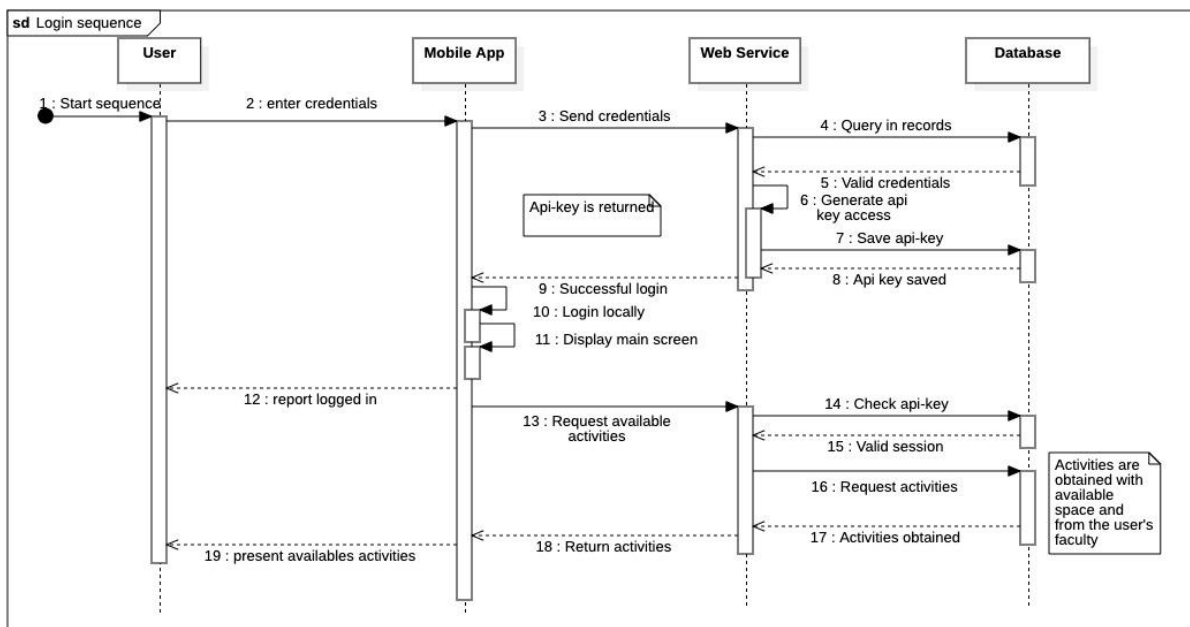 sd Login sequence
User
Mobile App
Web Service
Database
1 : Start sequence
2 : enter credentials
3 : Send credentials
4 : Query in records
5 : Valid credentials
6 : Generate api
key access
Api-key is returned
7 : Save api-key
8 : Api key saved
9 : Successful login
10 : Login locally
11 : Display main screen
12 : report logged in
13 : Request available
activities
14 : Check api-key
15 : Valid session
Activities are
obtained with
available
space and
from the user's
faculty
16 : Request activities
17 : Activities obtained
18 : Return activities
19 : present availables activities